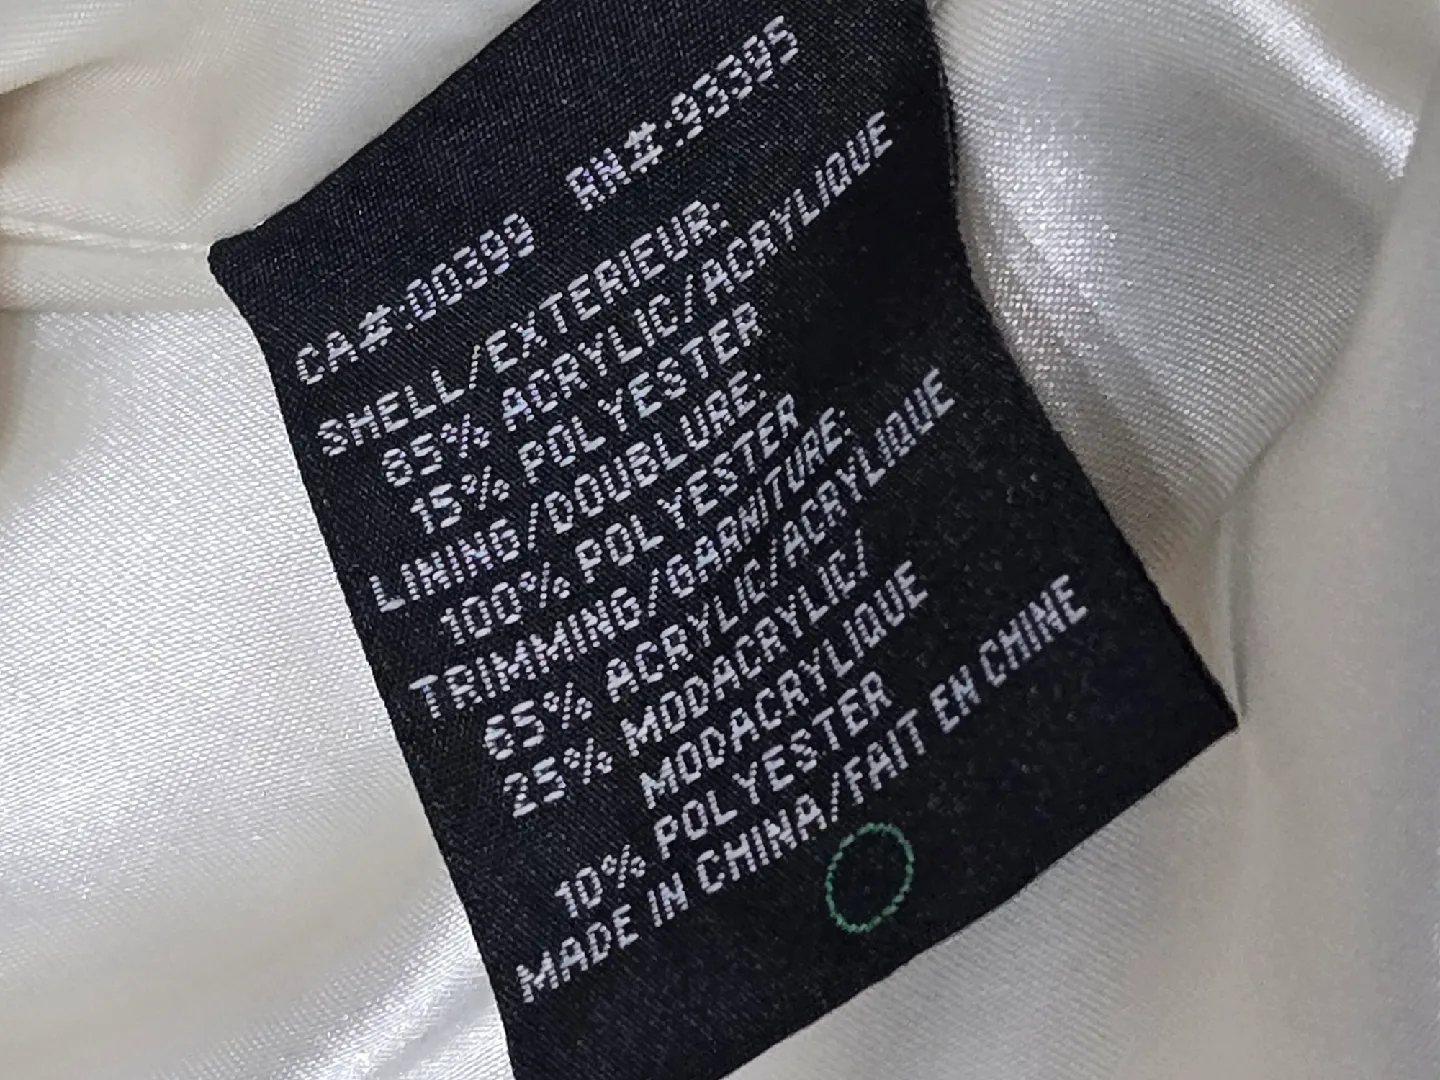 CA#:00399 RN#:93395
SHELL/EXTERIEUR:
85% ACRYLIC/ACRYLIQUE
15% POLYESTER
LINING/DOUBLURE:
100% POLYESTER
TRIMMING/GARNITURE:
65% ACRYLIC/ACRYLIQUE
25% MODACRYLIC/
MODACRYLIQUE
10% POLYESTER
MADE IN CHINA/FAIT EN CHINE